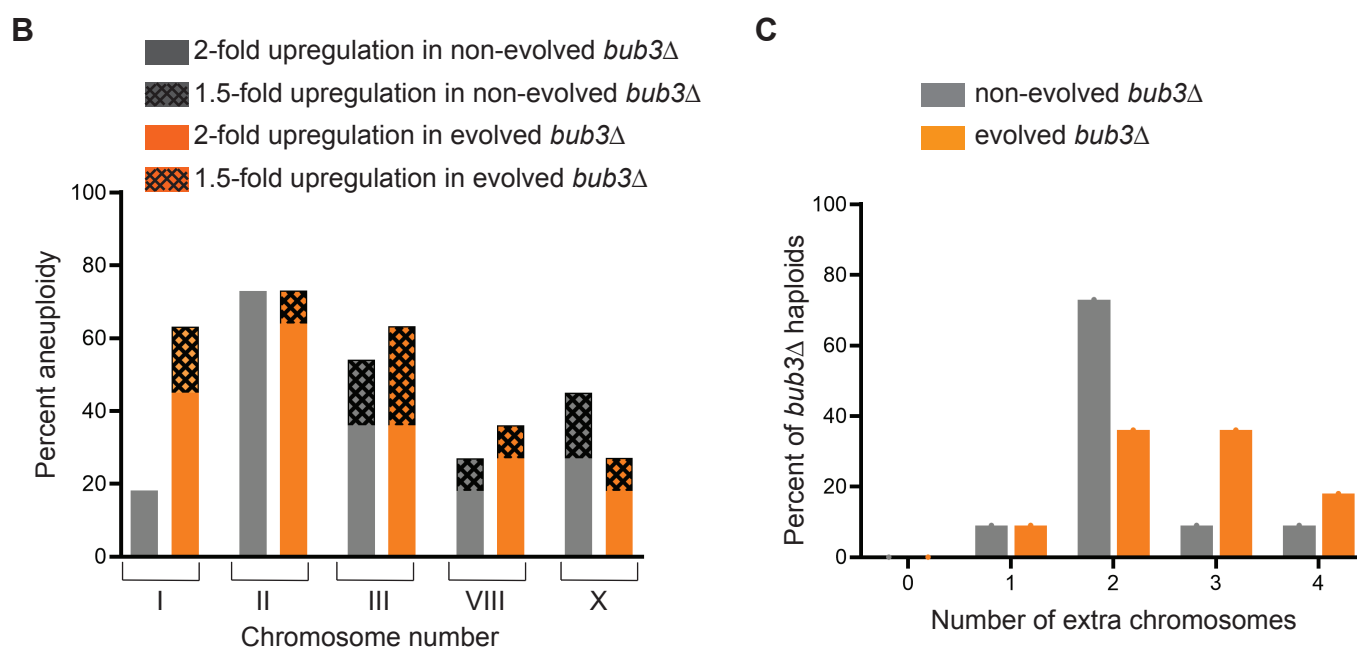 B
2-fold upregulation in non-evolved bub3Δ
1.5-fold upregulation in non-evolved bub3Δ
2-fold upregulation in evolved bub3Δ
1.5-fold upregulation in evolved bub3Δ
Percent aneuploidy
100
80
60
40
20
0
I II III VIII X
Chromosome number
C
non-evolved bub3Δ
evolved bub3Δ
Percent of bub3Δ haploids
100
80
60
40
20
0
0 1 2 3 4
Number of extra chromosomes